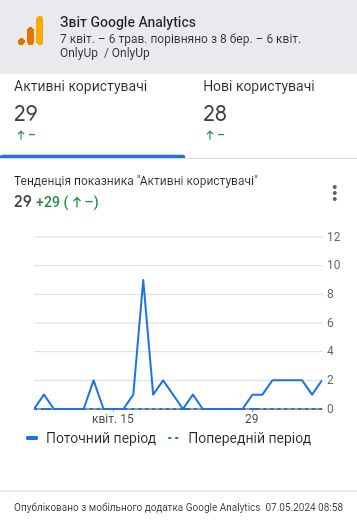 Звіт Google Analytics
7 квіт. – 6 трав. порівняно з 8 бер. – 6 квіт.
OnlyUp / OnlyUp
Активні користувачі
Нові користувачі
29
28
↑ –
↑ –
Тенденція показника "Активні користувачі"
29 +29 ( ↑ –)
12
10
8
6
4
2
0
квіт. 15
29
Поточний період
Попередній період
Опубліковано з мобільного додатка Google Analytics 07.05.2024 08:58